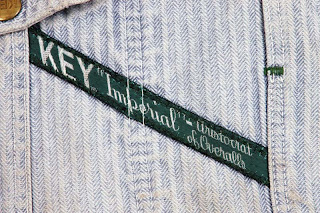 KEY "Imperial" - Aristocrat
of Overalls